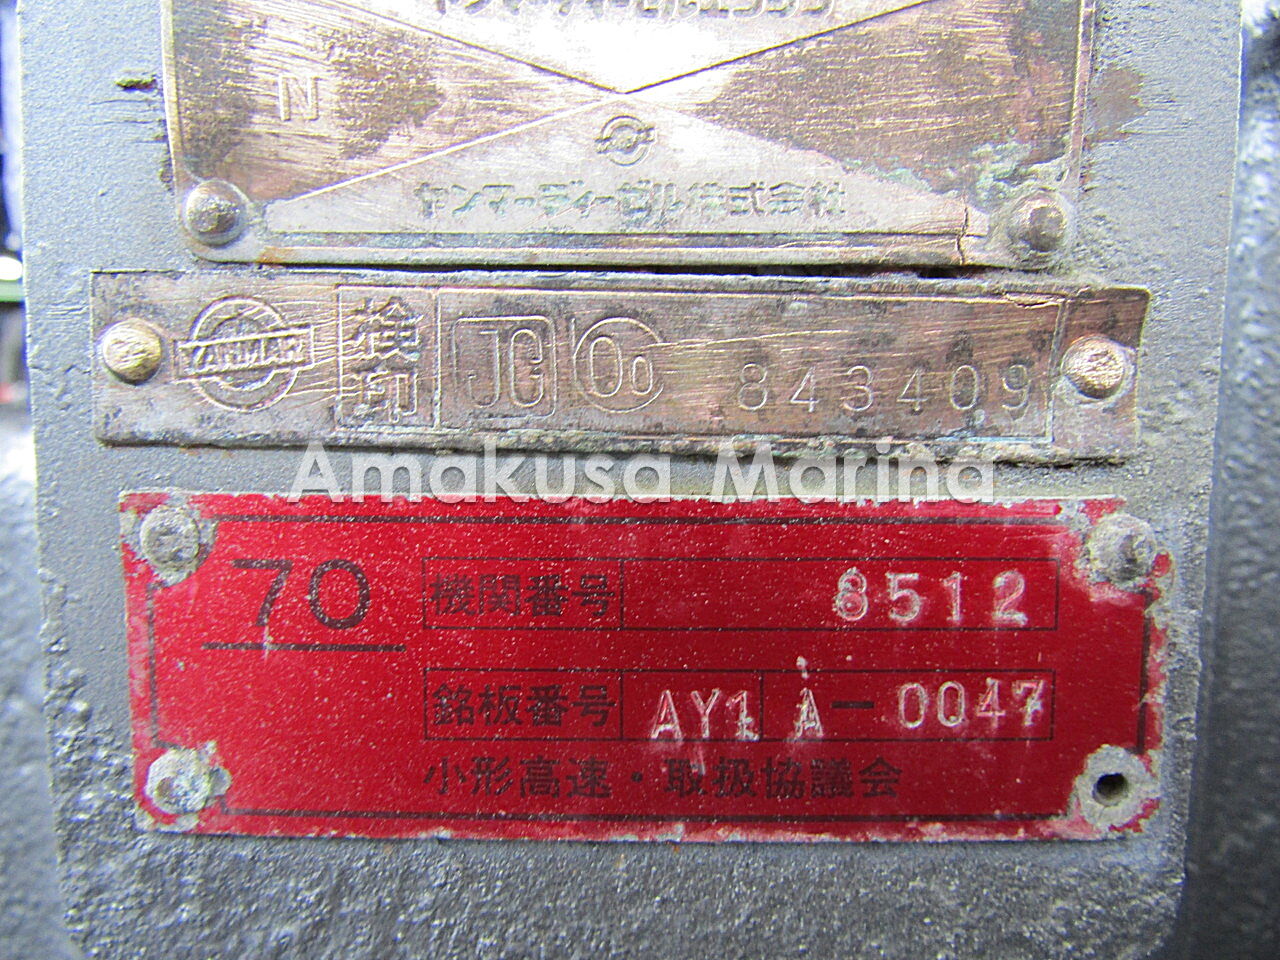 N
ヤンマーディーゼル株式会社
YANMAR 検印 JG 843409
Amakusa Marina
70
機関番号 8512
銘板番号 AY1 A-0047
小形高速・取扱協議会